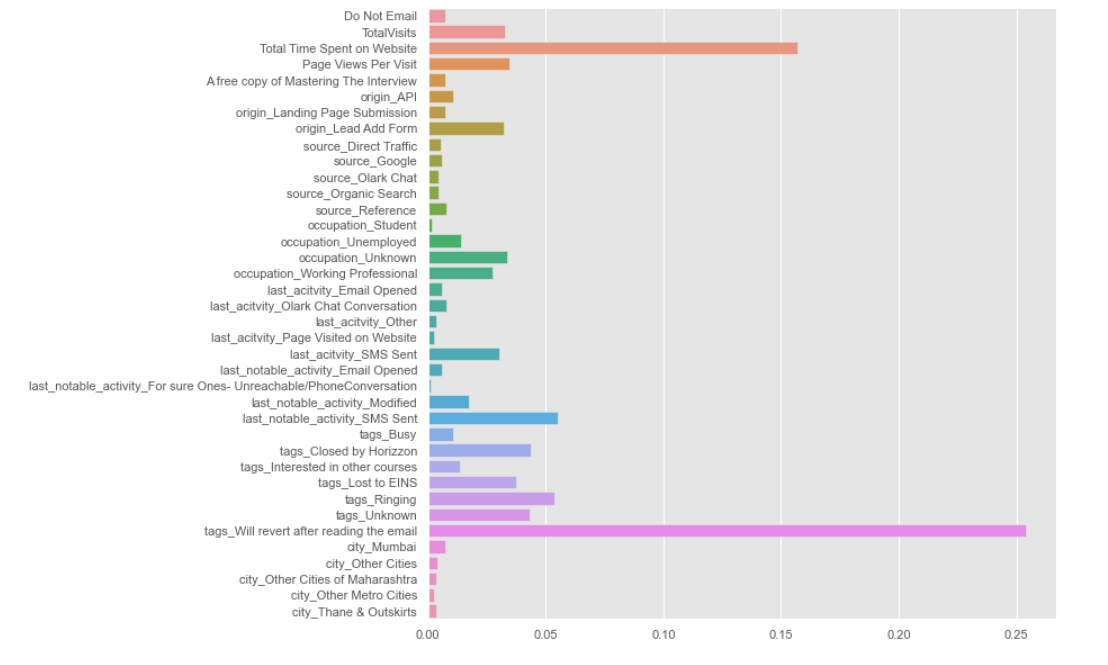 Do Not Email
TotalVisits
Total Time Spent on Website
Page Views Per Visit
A free copy of Mastering The Interview
origin_API
origin_Landing Page Submission
origin_Lead Add Form
source_Direct Traffic
source_Google
source_Olark Chat
source_Organic Search
source_Reference
occupation_Student
occupation_Unemployed
occupation_Unknown
occupation_Working Professional
last_acitvity_Email Opened
last_acitvity_Olark Chat Conversation
last_acitvity_Other
last_acitvity_Page Visited on Website
last_acitvity_SMS Sent
last_notable_activity_Email Opened
last_notable_activity_For sure Ones- Unreachable/PhoneConversation
last_notable_activity_Modified
last_notable_activity_SMS Sent
tags_Busy
tags_Closed by Horizzon
tags_Interested in other courses
tags_Lost to EINS
tags_Ringing
tags_Unknown
tags_Will revert after reading the email
city_Mumbai
city_Other Cities
city_Other Cities of Maharashtra
city_Other Metro Cities
city_Thane & Outskirts
0.00 0.05 0.10 0.15 0.20 0.25